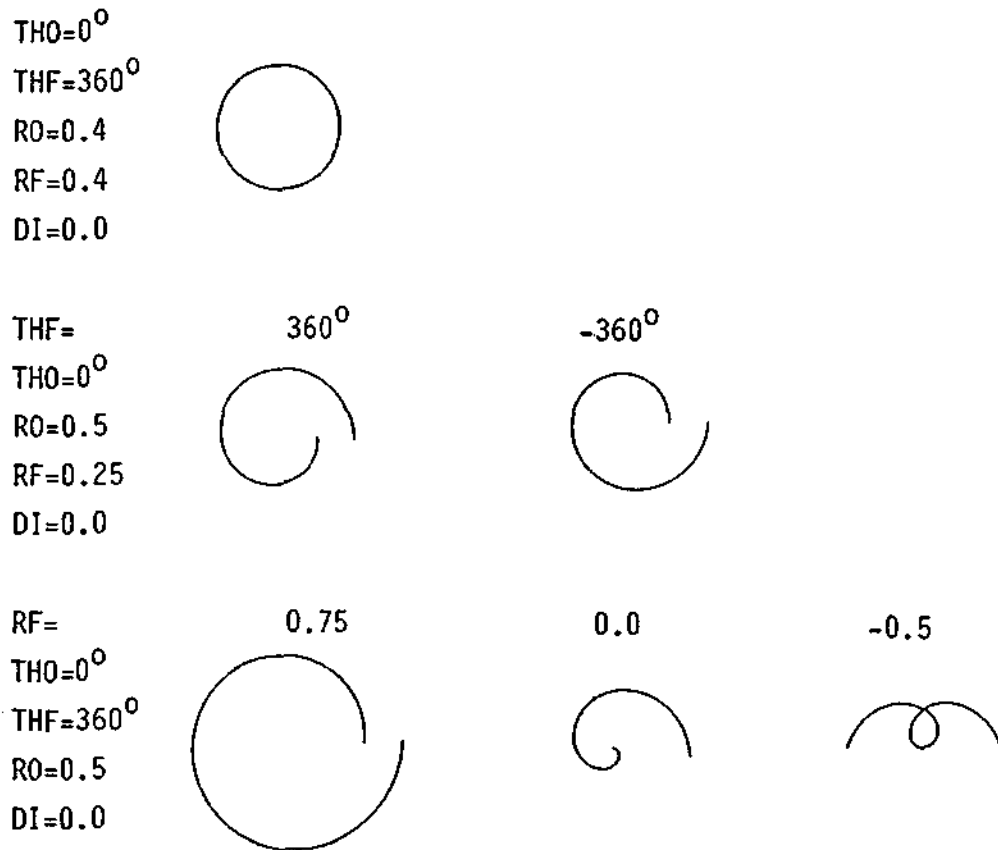 THO=0°
THF=360°
RO=0.4
RF=0.4
DI=0.0
THF= 360° -360°
THO=0°
RO=0.5
RF=0.25
DI=0.0
RF= 0.75 0.0 -0.5
THO=0°
THF=360°
RO=0.5
DI=0.0